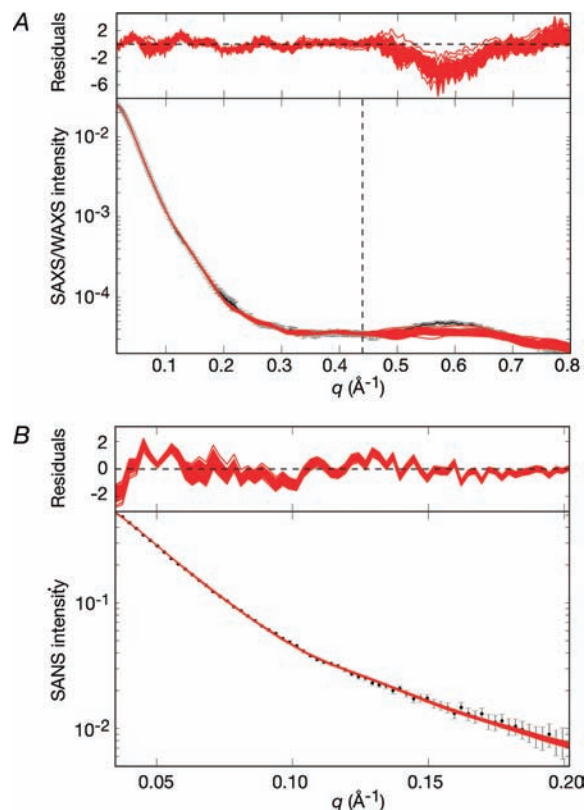 A
Residuals
2
0
-2
-6
SAXS/WAXS intensity
10-2
10-3
10-4
0.1 0.2 0.3 0.4 0.5 0.6 0.7 0.8
q (Å-1)
B
Residuals
2
0
-2
SANS intensity
10-1
10-2
0.05 0.10 0.15 0.20
q (Å-1)